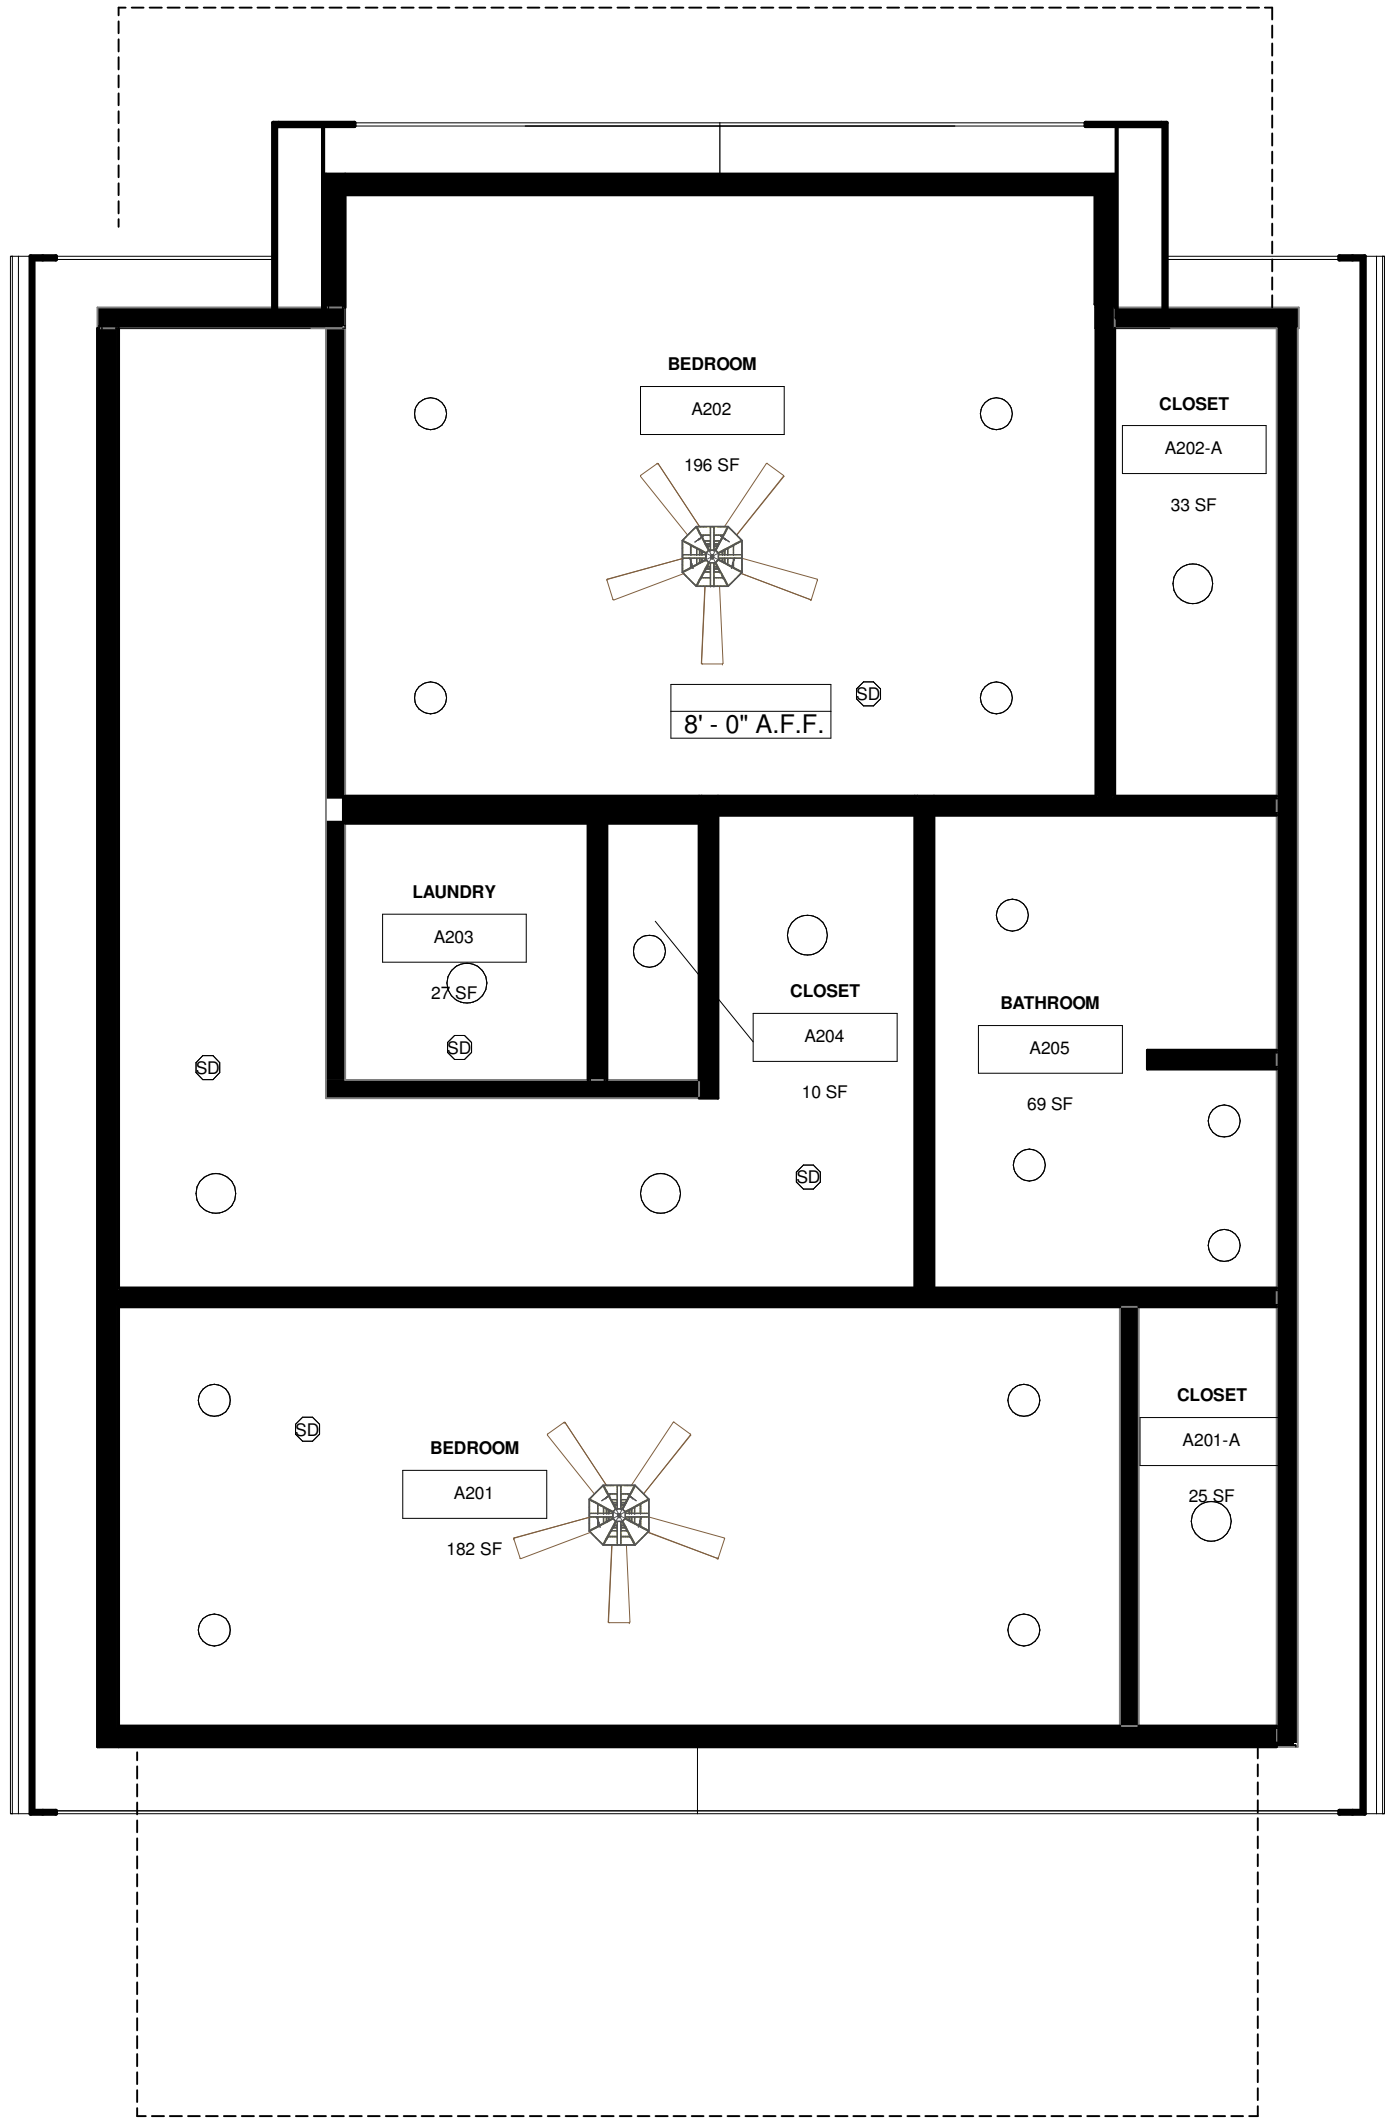 BEDROOM
A202
196 SF
CLOSET
A202-A
33 SF
SD
8' - 0" A.F.F.
LAUNDRY
A203
27 SF
SD
SD
CLOSET
A204
10 SF
SD
BATHROOM
A205
69 SF
SD
BEDROOM
A201
182 SF
CLOSET
A201-A
25 SF